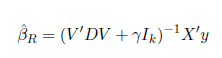 β̂_R = (V′DV + γI_k)^{−1}X′y